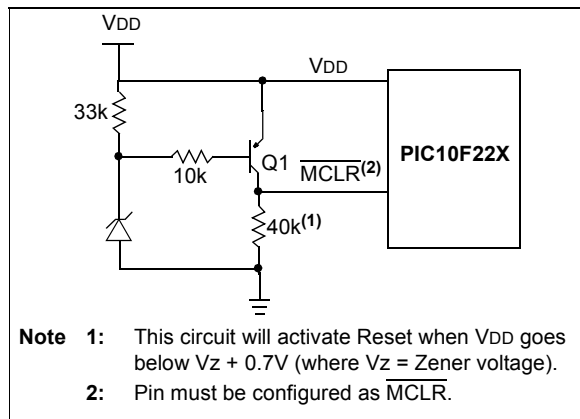 VDD
VDD
33k
PIC10F22X
Q1
MCLR(2)
10k
40k(1)
Note 1: This circuit will activate Reset when VDD goes
below Vz + 0.7V (where Vz = Zener voltage).
2: Pin must be configured as MCLR.